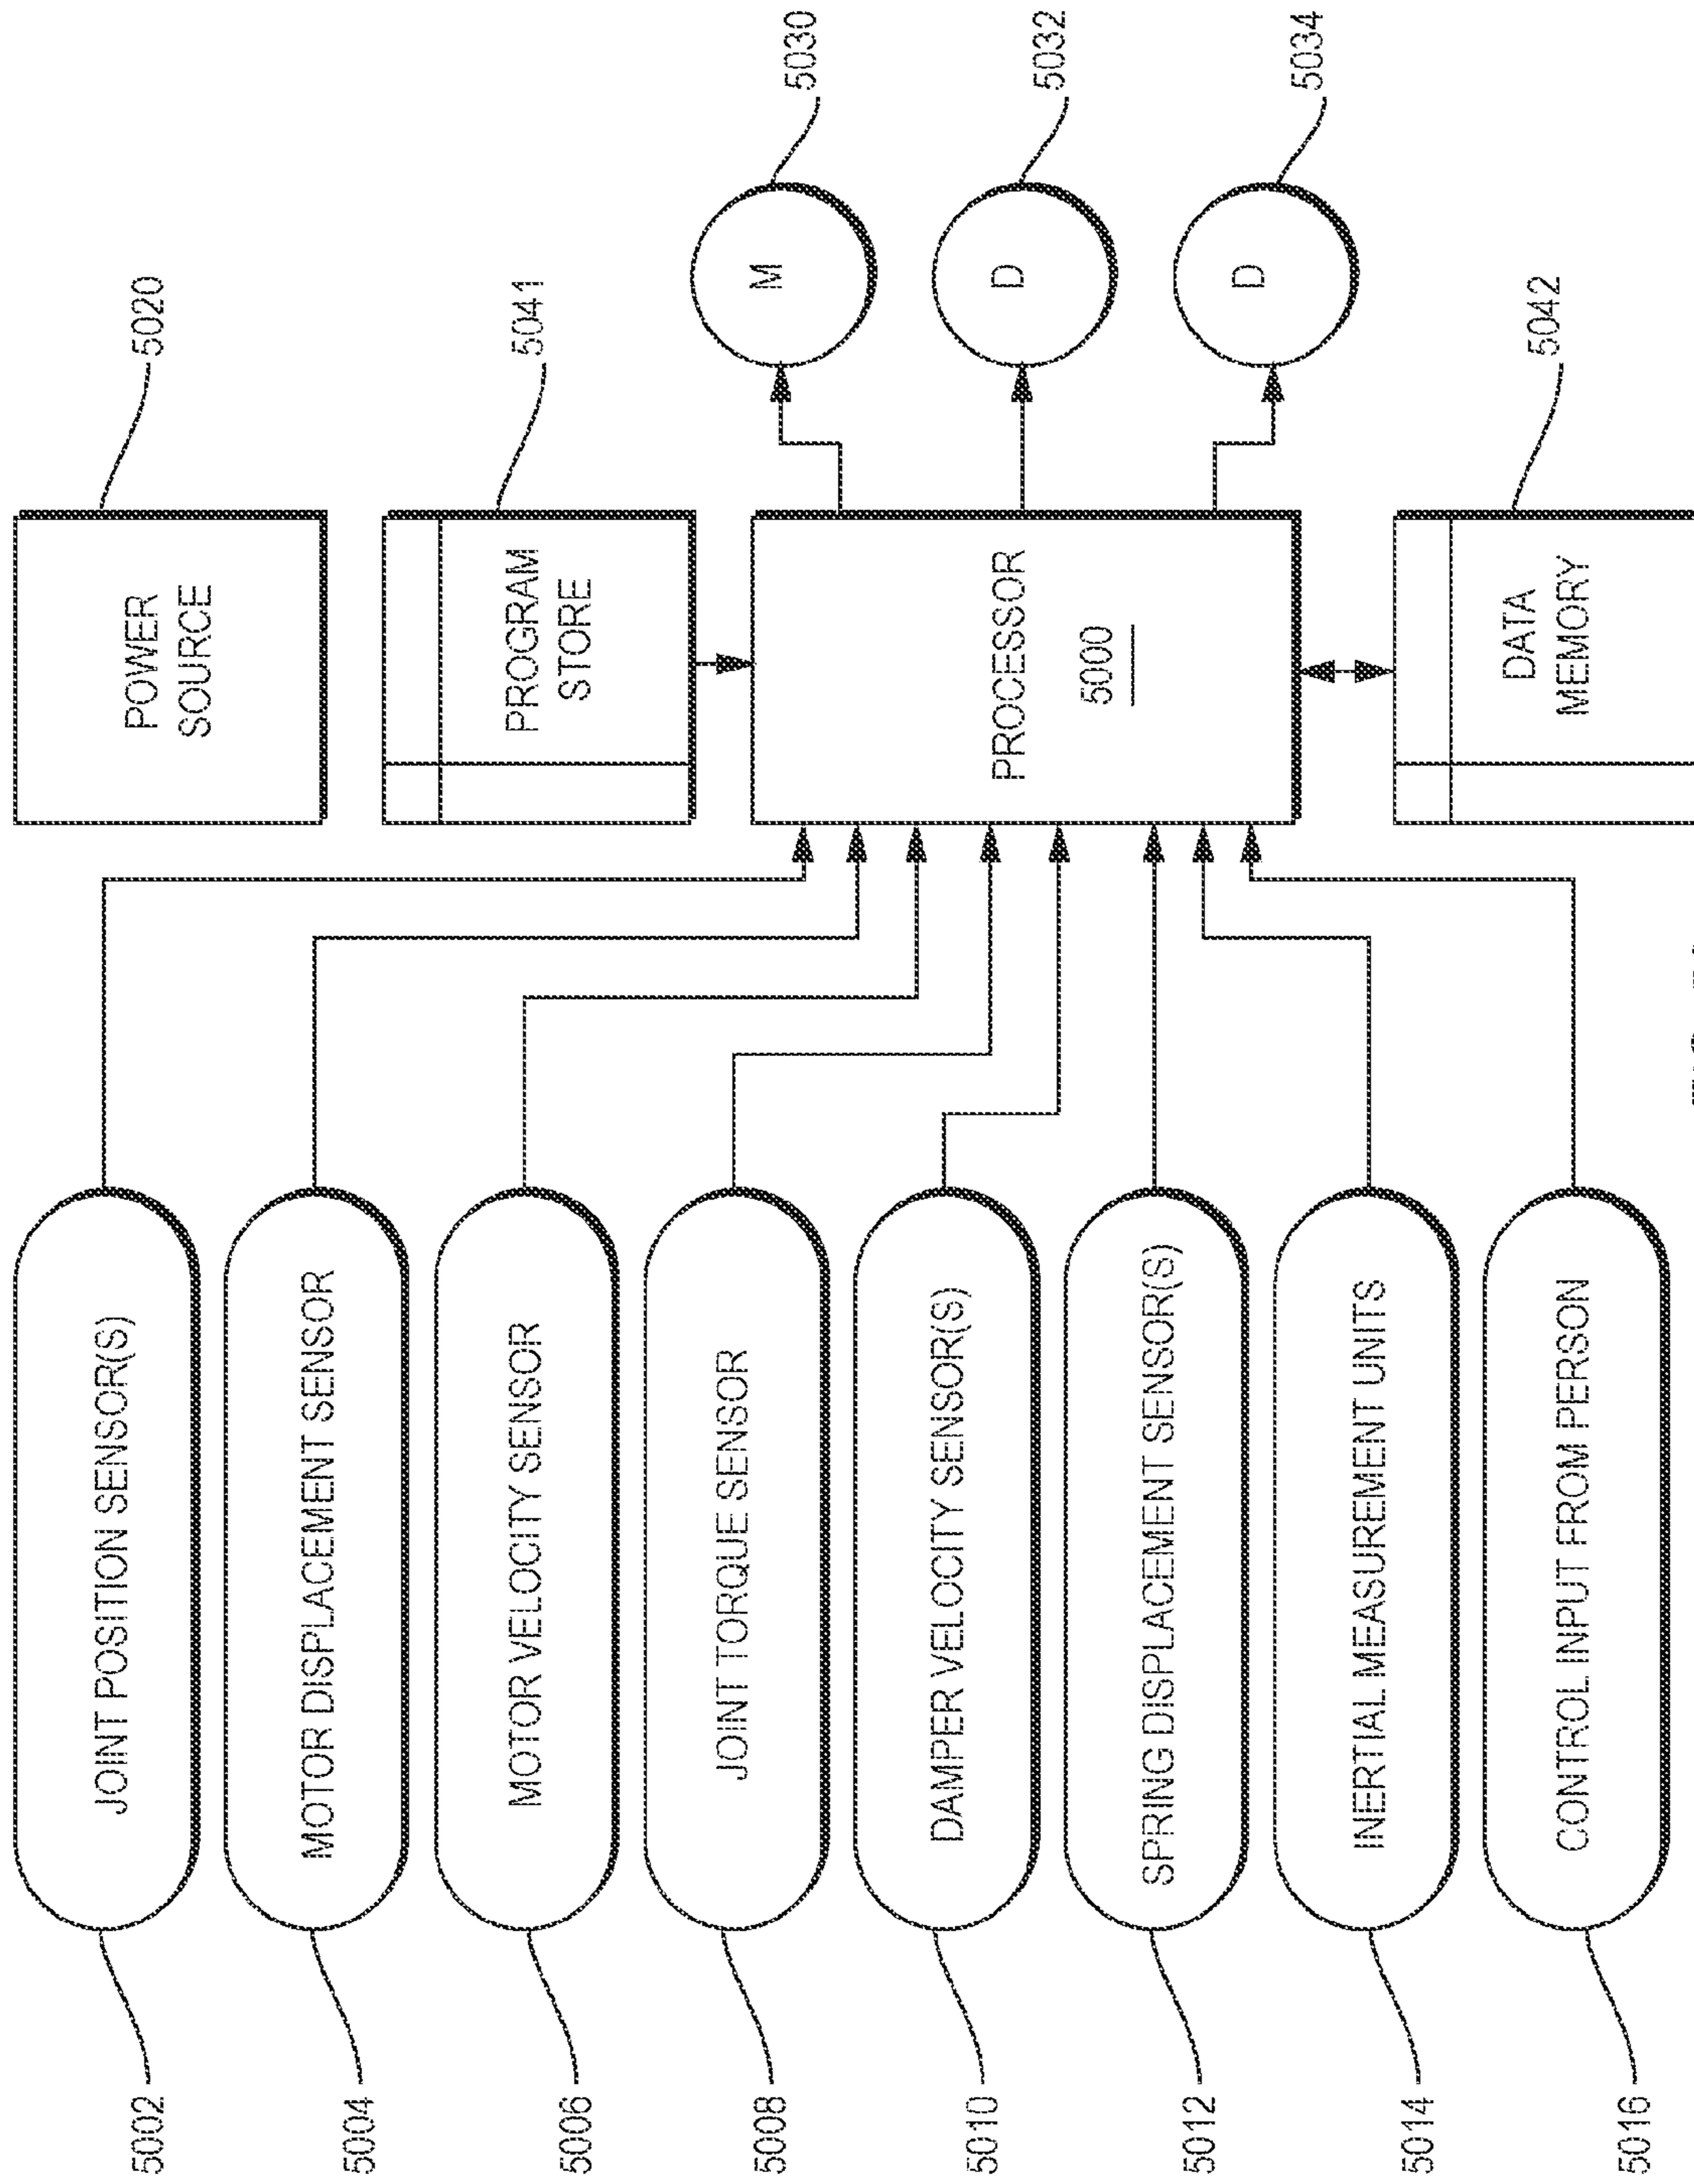 5002
JOINT POSITION SENSOR(S)
5004
MOTOR DISPLACEMENT SENSOR
5006
MOTOR VELOCITY SENSOR
5008
JOINT TORQUE SENSOR
5010
DAMPER VELOCITY SENSOR(S)
5012
SPRING DISPLACEMENT SENSOR(S)
5014
INERTIAL MEASUREMENT UNITS
5016
CONTROL INPUT FROM PERSON
POWER
SOURCE
5020
PROGRAM
STORE
5041
PROCESSOR
5000
DATA
MEMORY
5042
M
5030
D
5032
D
5034